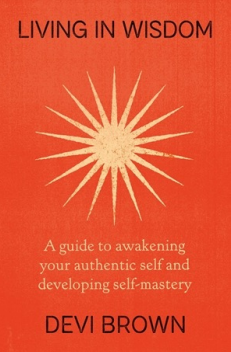 LIVING IN WISDOM
A guide to awakening
your authentic self and
developing self-mastery
DEVI BROWN